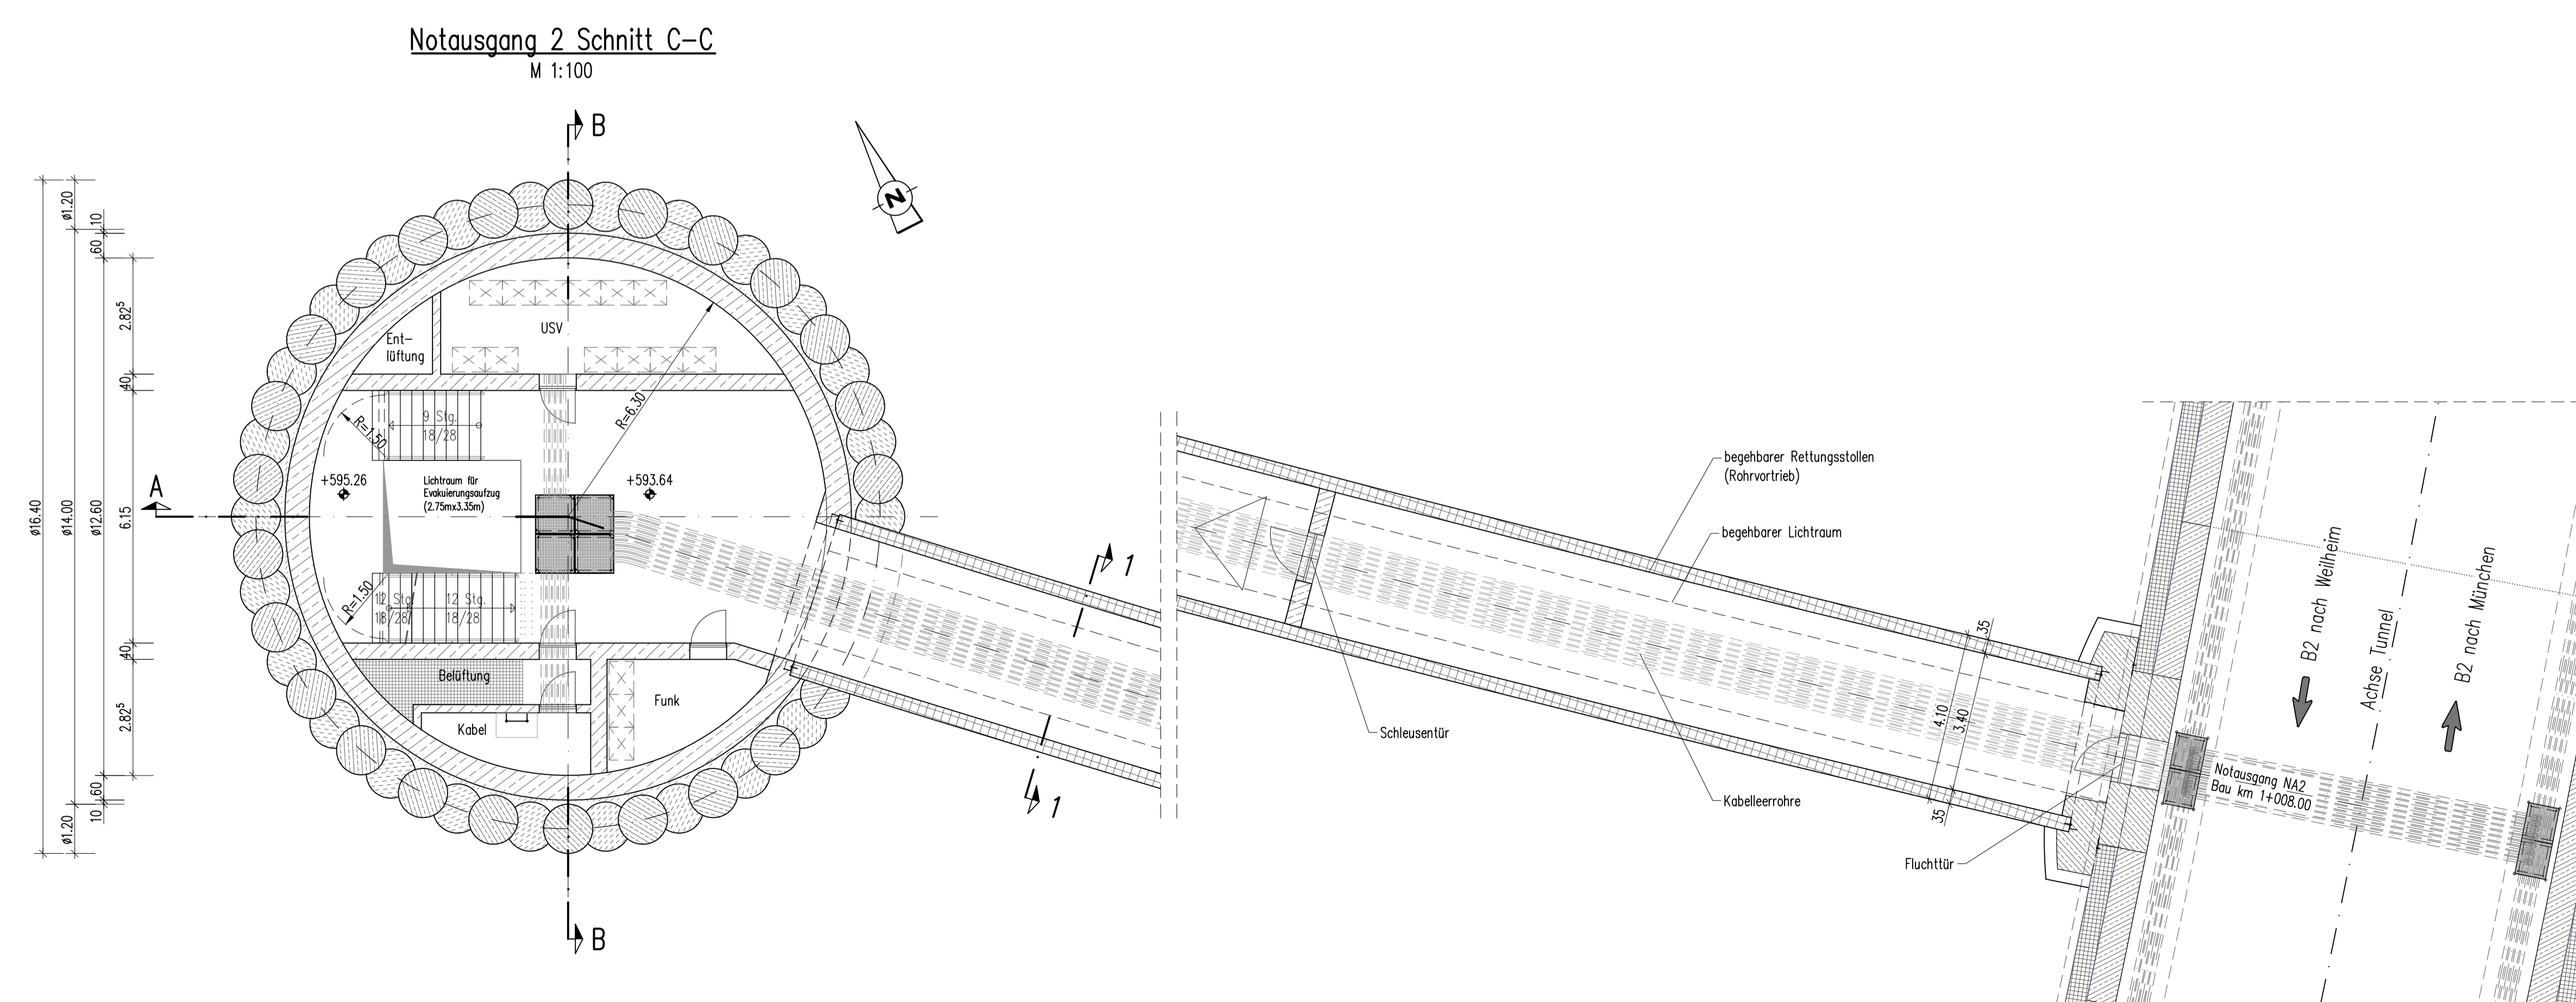 Notausgang 2 Schnitt C-C
M 1:100
B
N
ø1.20
10
60
2.82⁵
40
ø16.40
ø14.00
ø12.60
6.15
40
2.82⁵
60
10
ø1.20
Ent-
lüftung
USV
R=6.30
9 Stg.
18/28
R=1.50
A
+595.26
Lichtraum für
Evakuierungsaufzug
(2.75mx3.35m)
+593.64
R=1.50
12 Stg.
18/28
12 Stg.
18/28
Belüftung
Kabel
Funk
B
1
1
begehbarer Rettungsstollen
(Rohrvortrieb)
begehbarer Lichtraum
Schleusentür
Kabelleerrohre
35
4.10
3.40
35
Fluchttür
B2 nach Weilheim
Achse Tunnel
B2 nach München
Notausgang NA2
Bau km 1+008.00